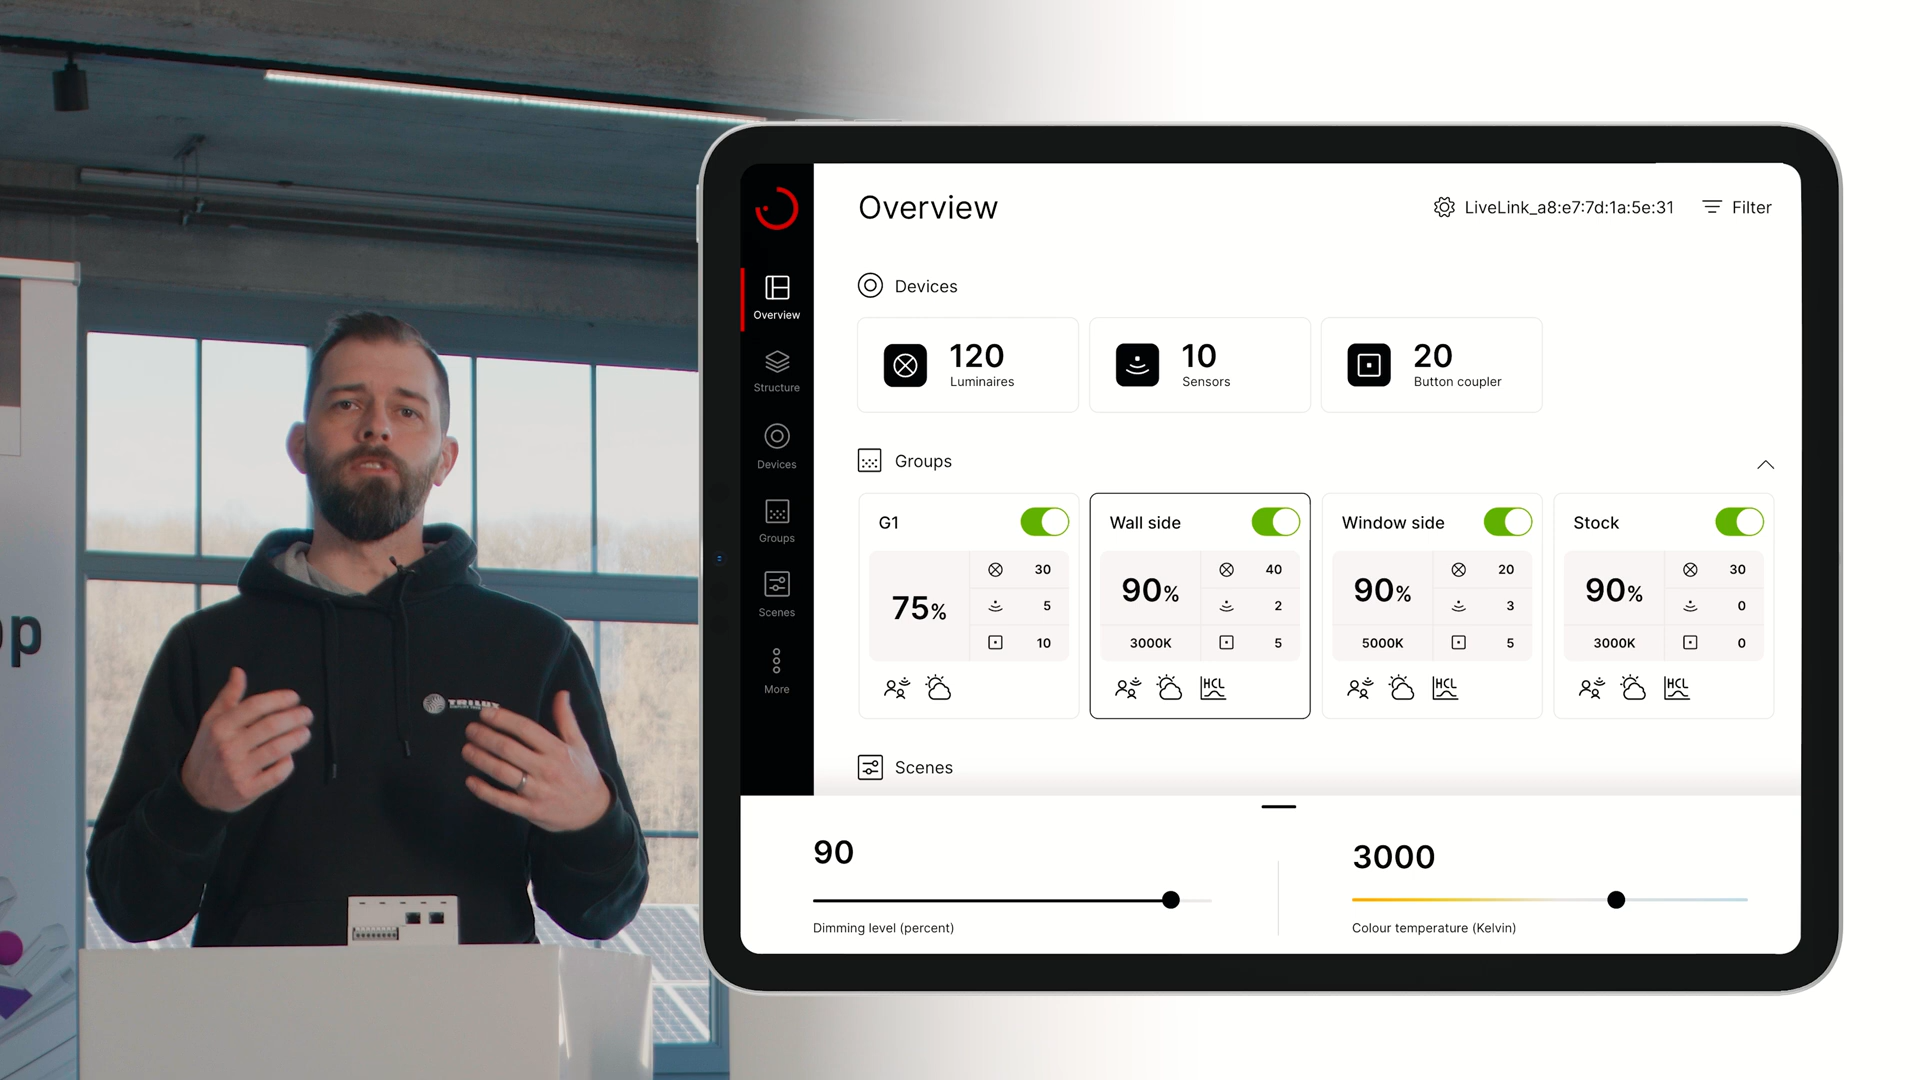 pp
TRILUX
Overview
LiveLink_a8:e7:7d:1a:5e:31
Filter
Overview
Structure
Devices
Groups
Scenes
More
Devices
120
Luminaires
10
Sensors
20
Button coupler
Groups
G1
75%
30
5
10
Wall side
90%
3000K
40
2
5
HCL
Window side
90%
5000K
20
3
5
HCL
Stock
90%
3000K
30
0
0
HCL
Scenes
90
Dimming level (percent)
3000
Colour temperature (Kelvin)